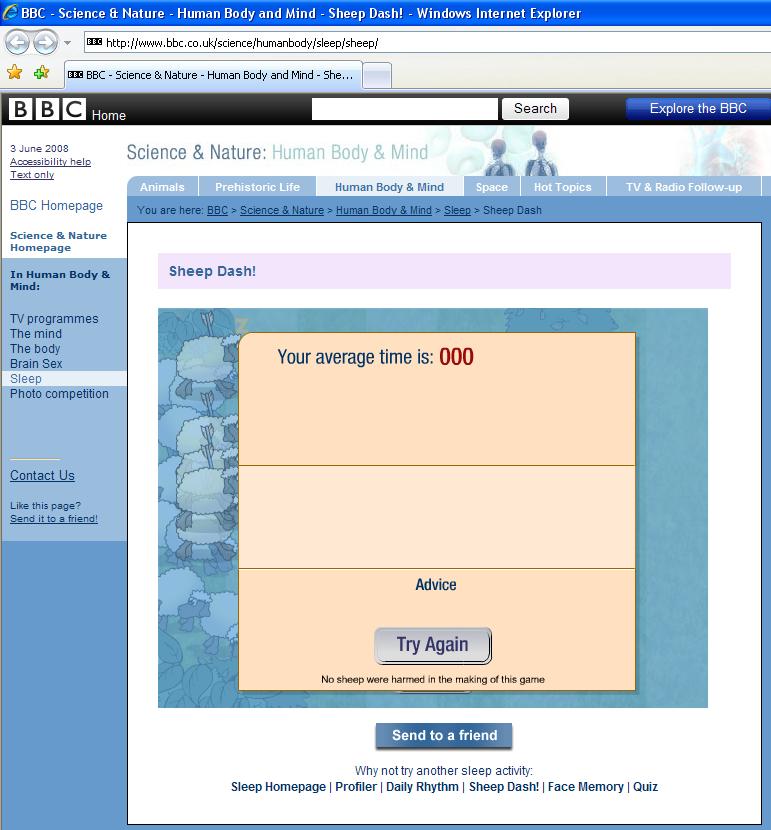 BBC - Science & Nature - Human Body and Mind - Sheep Dash! - Windows Internet Explorer
BBC http://www.bbc.co.uk/science/humanbody/sleep/sheep/
BBC BBC - Science & Nature - Human Body and Mind - She...
BBC Home
Search
Explore the BBC
3 June 2008
Accessibility help
Text only
BBC Homepage
Science & Nature
Homepage
In Human Body &
Mind:
TV programmes
The mind
The body
Brain Sex
Sleep
Photo competition
Contact Us
Like this page?
Send it to a friend!
Science & Nature: Human Body & Mind
Animals Prehistoric Life Human Body & Mind Space Hot Topics TV & Radio Follow-up
You are here: BBC > Science & Nature > Human Body & Mind > Sleep > Sheep Dash
Sheep Dash!
z
Your average time is: 000
Advice
Try Again
No sheep were harmed in the making of this game
Send to a friend
Why not try another sleep activity:
Sleep Homepage | Profiler | Daily Rhythm | Sheep Dash! | Face Memory | Quiz